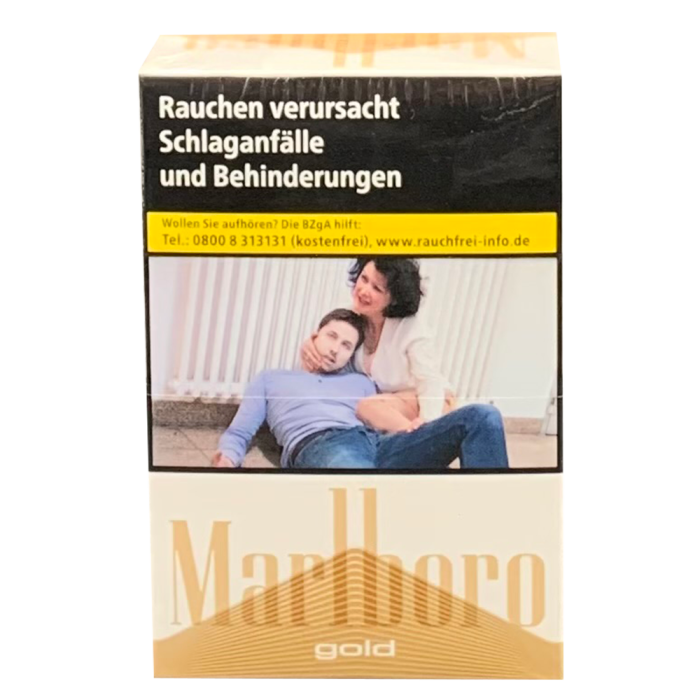 Rauchen verursacht
Schlaganfälle
und Behinderungen
Wollen Sie aufhören? Die BZgA hilft:
Tel.: 0800 8 313131 (kostenfrei), www.rauchfrei-info.de
Marlboro
gold